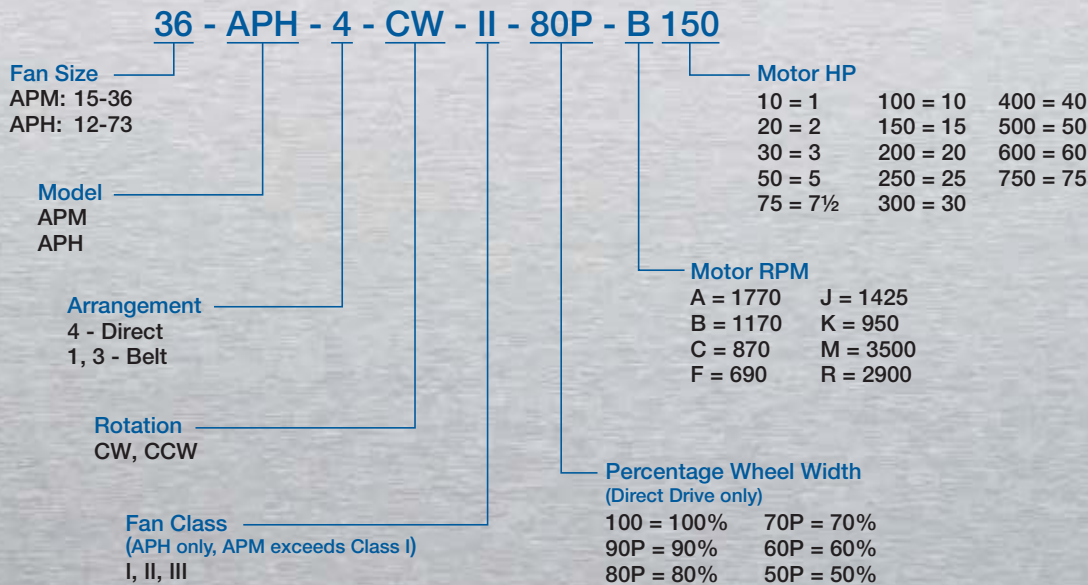 36 - APH - 4 - CW - II - 80P - B 150
Fan Size
APM: 15-36
APH: 12-73
Model
APM
APH
Arrangement
4 - Direct
1, 3 - Belt
Rotation
CW, CCW
Fan Class
(APH only, APM exceeds Class I)
I, II, III
Motor HP
10 = 1 100 = 10 400 = 40
20 = 2 150 = 15 500 = 50
30 = 3 200 = 20 600 = 60
50 = 5 250 = 25 750 = 75
75 = 7½ 300 = 30
Motor RPM
A = 1770 J = 1425
B = 1170 K = 950
C = 870 M = 3500
F = 690 R = 2900
Percentage Wheel Width
(Direct Drive only)
100 = 100% 70P = 70%
90P = 90% 60P = 60%
80P = 80% 50P = 50%